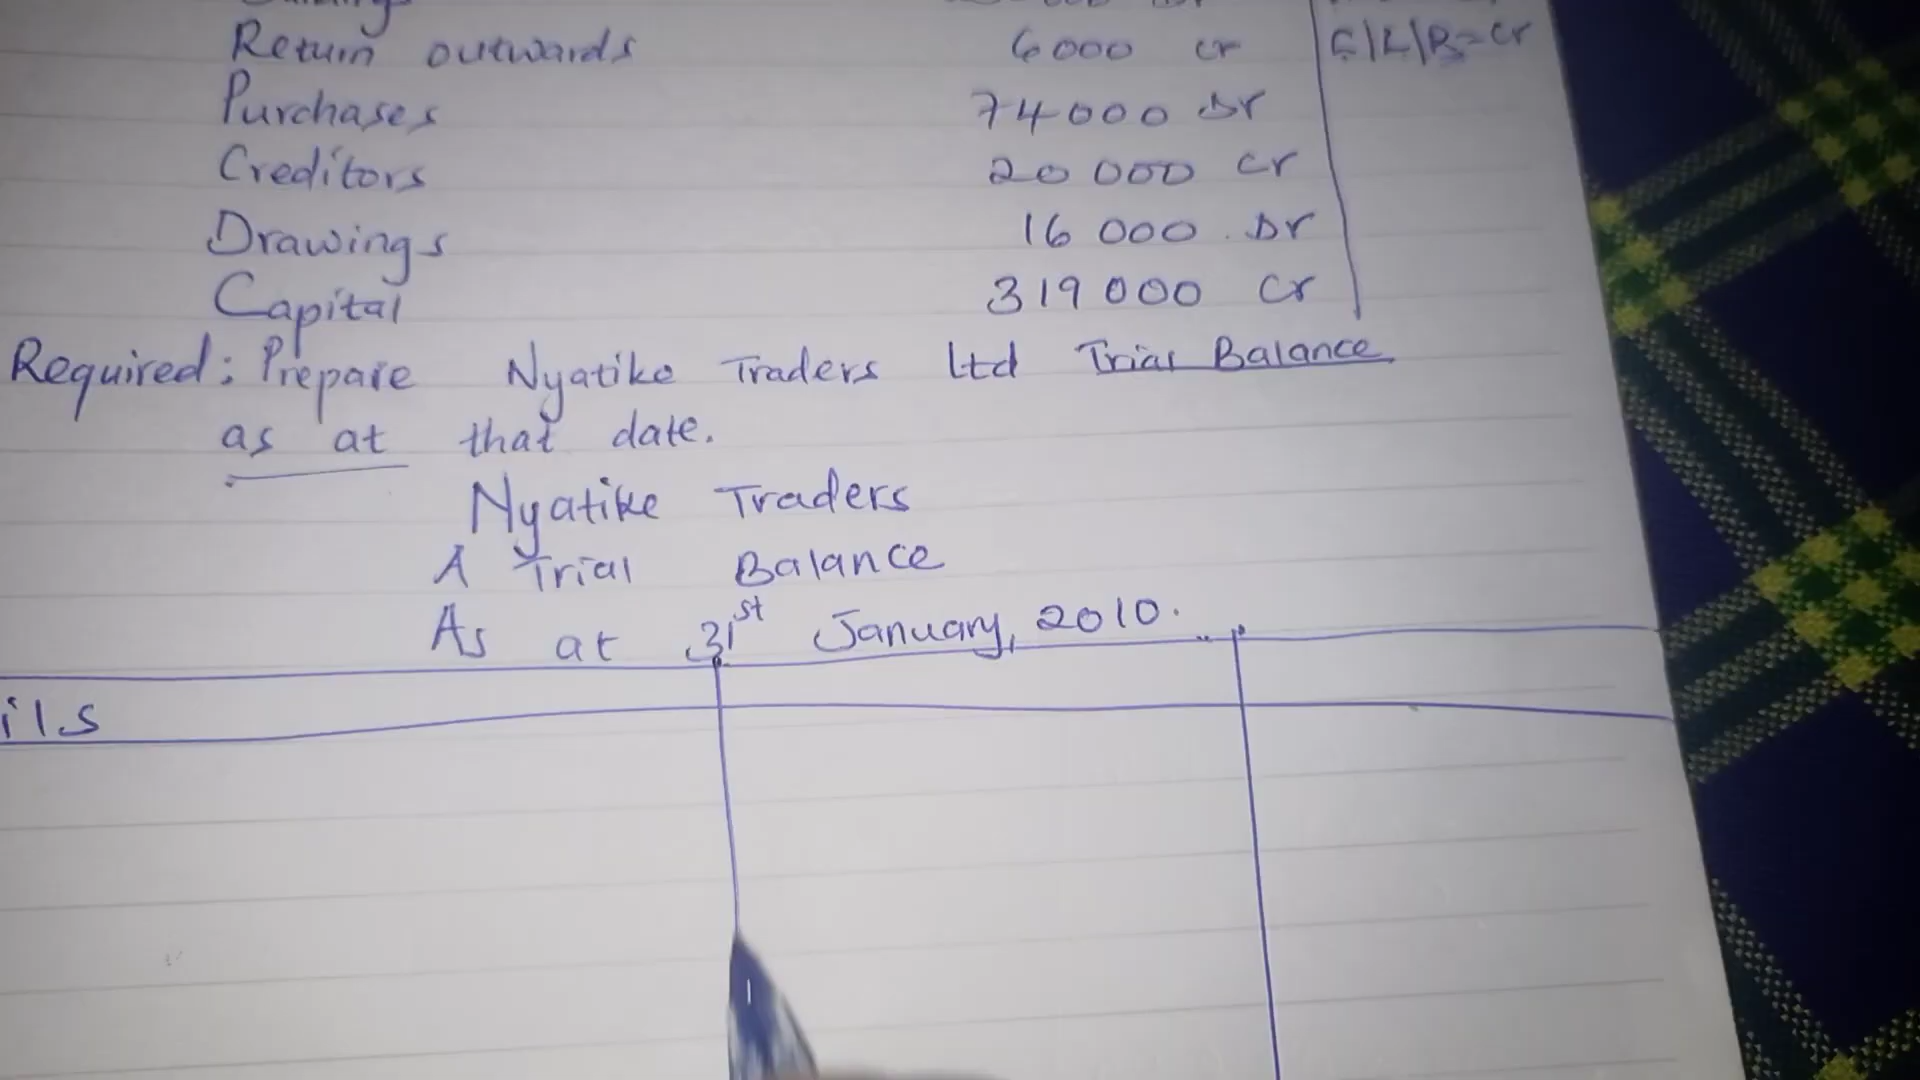 Return outwards 6000 cr
C|L|R=Cr
Purchases 74000 Dr
Creditors 20 000 Cr
Drawings 16 000 Dr
Capital 319 000 Cr
Required: Prepare Nyatike Traders Ltd Trial Balance
as at that date.
Nyatike Traders
A Trial Balance
As at 31st January, 2010.
ils